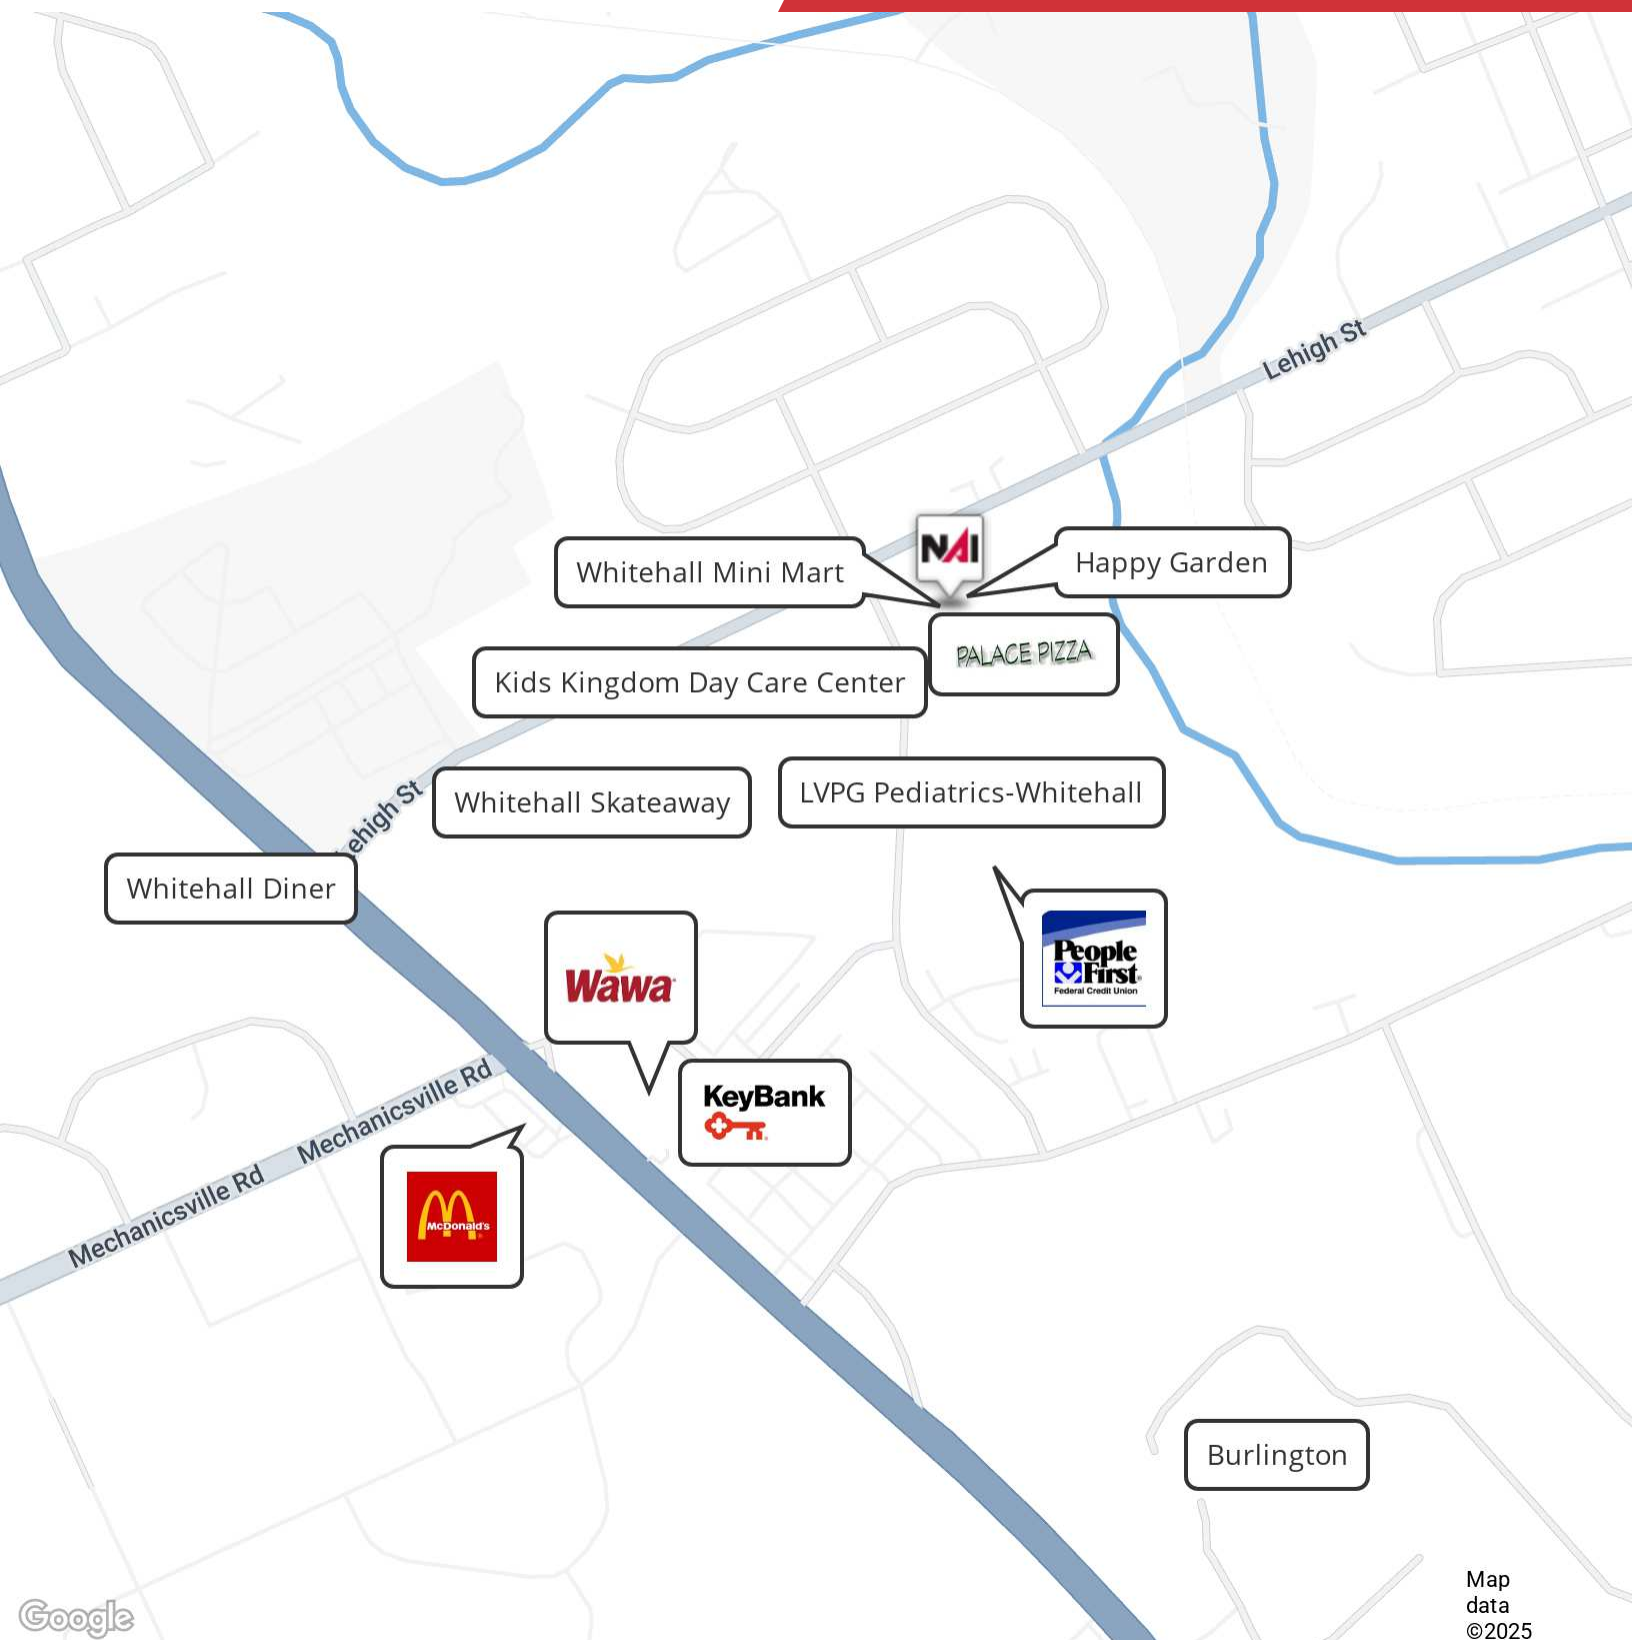 Lehigh St
NAI
Whitehall Mini Mart
Happy Garden
PALACE PIZZA
Kids Kingdom Day Care Center
Lehigh St
Whitehall Skateaway
LVPG Pediatrics-Whitehall
Whitehall Diner
Wawa
People
First
Federal Credit Union
KeyBank
Mechanicsville Rd
Mechanicsville Rd
McDonald's
Burlington
Google
Map
data
©2025